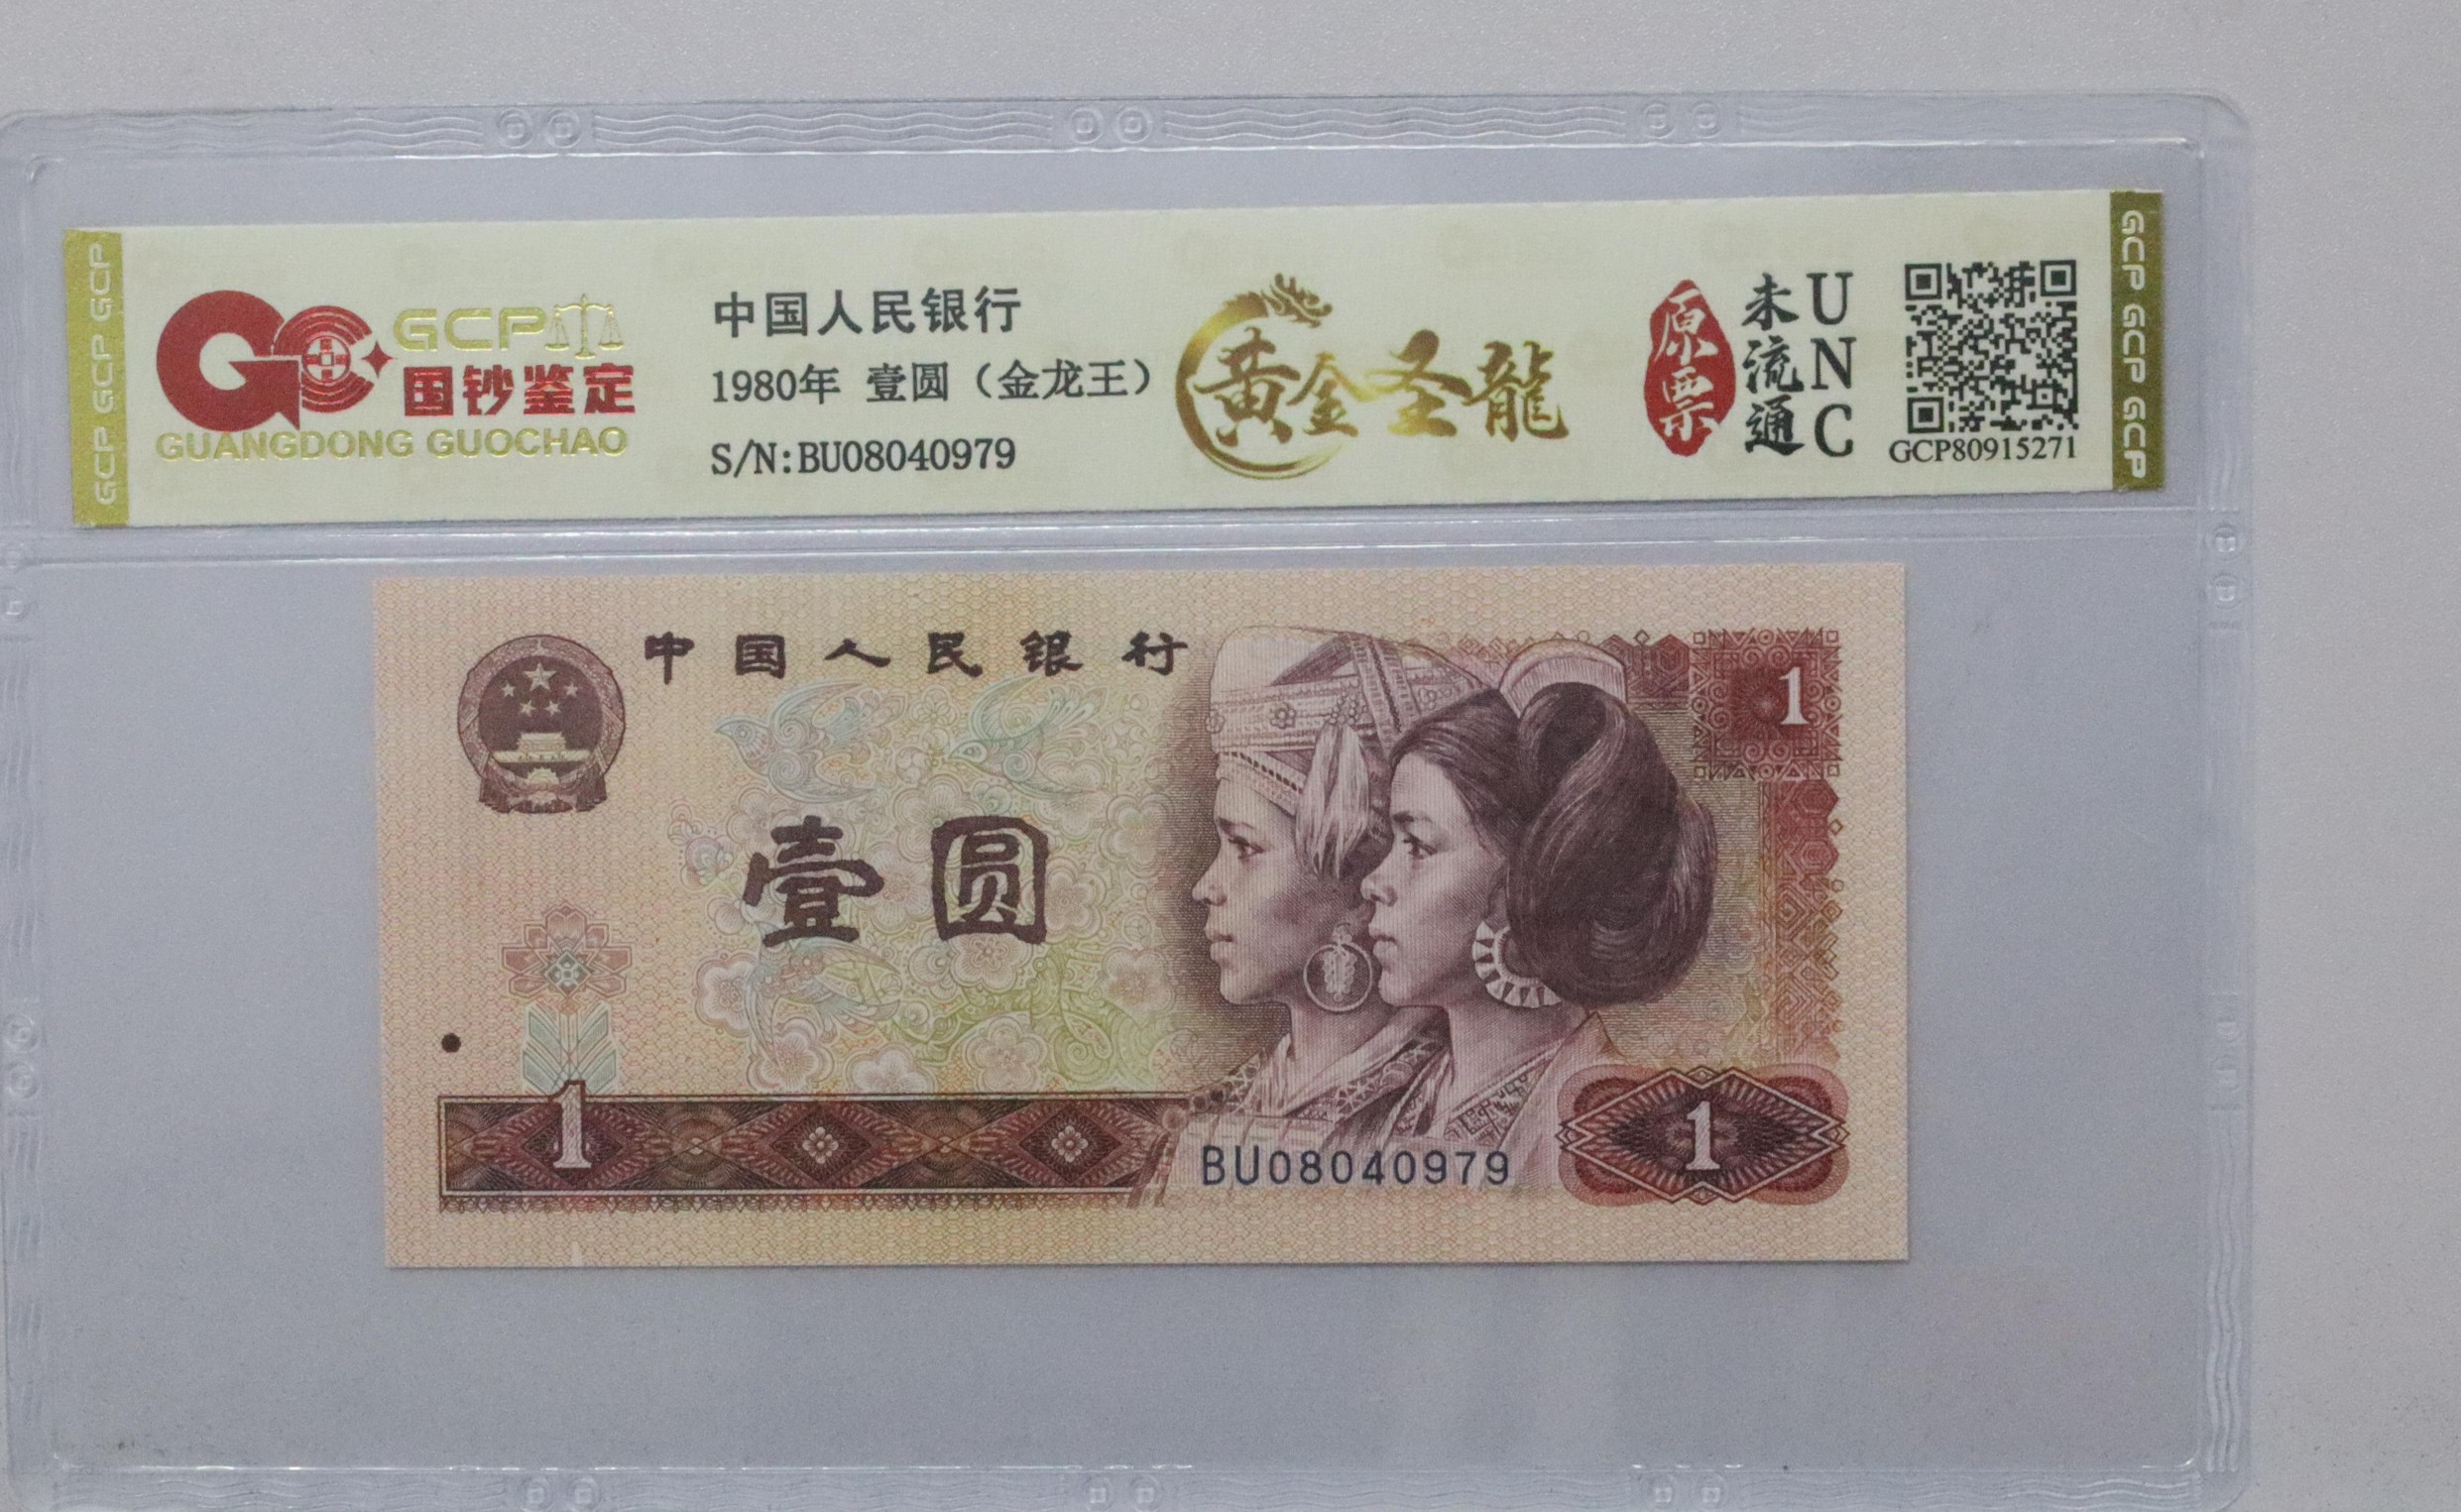 GCP GCP GCP
GCP
国钞鉴定
GUANGDONG GUOCHAO
中国人民银行
1980年 壹圆（金龙王）
S/N:BU08040979
黄金圣龍
原票
未流通
UNC
GCP80915271
GCP GCP GCP GCP
中国人民银行
1
壹圆
1
BU08040979
1